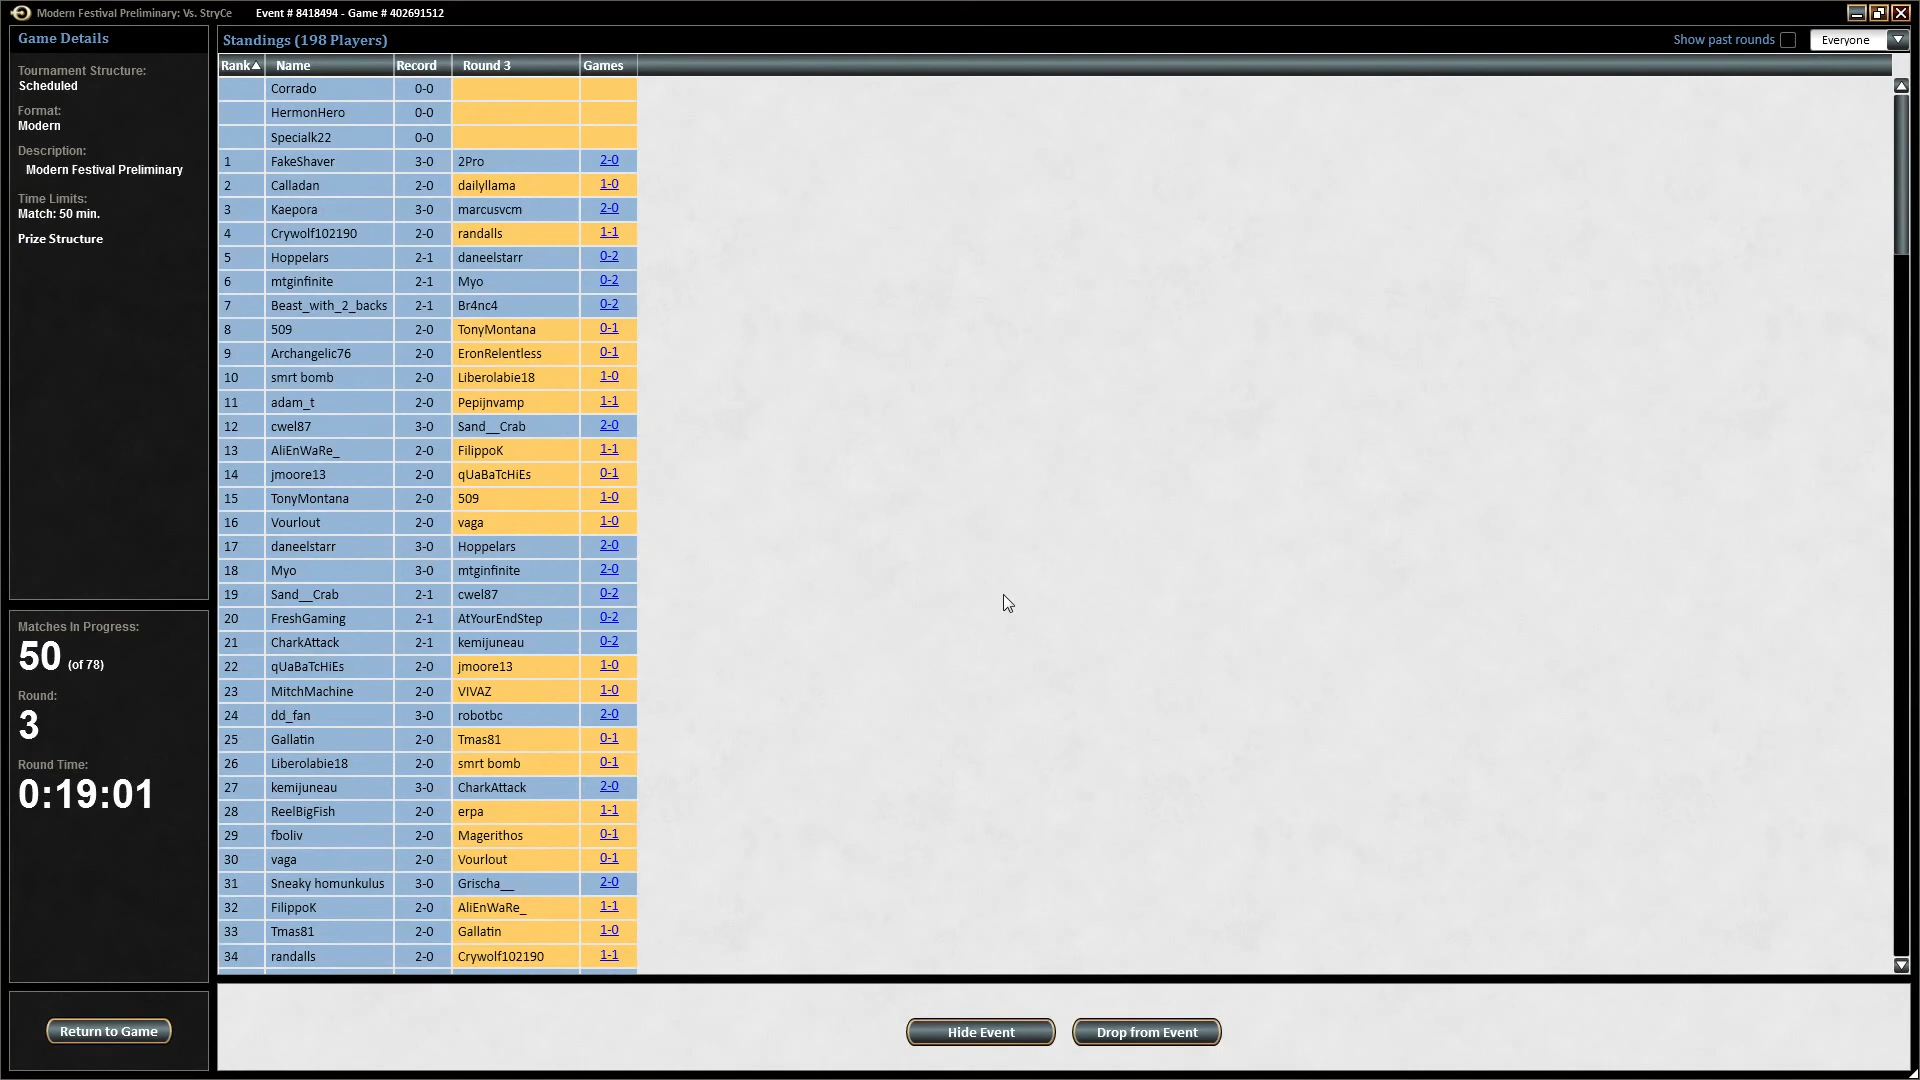 Modern Festival Preliminary: Vs. StryCe Event # 8418494 - Game # 402691512
Game Details
Tournament Structure:
Scheduled
Format:
Modern
Description:
Modern Festival Preliminary
Time Limits:
Match: 50 min.
Prize Structure
Matches In Progress:
50 (of 78)
Round:
3
Round Time:
0:19:01
Return to Game
Standings (198 Players) Show past rounds Everyone
Rank Name Record Round 3 Games
Corrado 0-0
HermonHero 0-0
Specialk22 0-0
1 FakeShaver 3-0 2Pro 2-0
2 Calladan 2-0 dailyllama 1-0
3 Kaepora 3-0 marcusvcm 2-0
4 Crywolf102190 2-0 randalls 1-1
5 Hoppelars 2-1 daneelstarr 0-2
6 mtginfinite 2-1 Myo 0-2
7 Beast_with_2_backs 2-1 Br4nc4 0-2
8 509 2-0 TonyMontana 0-1
9 Archangelic76 2-0 EronRelentless 0-1
10 smrt bomb 2-0 Liberolabie18 1-0
11 adam_t 2-0 Pepijnvamp 1-1
12 cwel87 3-0 Sand__Crab 2-0
13 AliEnWaRe_ 2-0 FilippoK 1-1
14 jmoore13 2-0 qUaBaTcHiEs 0-1
15 TonyMontana 2-0 509 1-0
16 Vourlout 2-0 vaga 1-0
17 daneelstarr 3-0 Hoppelars 2-0
18 Myo 3-0 mtginfinite 2-0
19 Sand__Crab 2-1 cwel87 0-2
20 FreshGaming 2-1 AtYourEndStep 0-2
21 CharkAttack 2-1 kemijuneau 0-2
22 qUaBaTcHiEs 2-0 jmoore13 1-0
23 MitchMachine 2-0 VIVAZ 1-0
24 dd_fan 3-0 robotbc 2-0
25 Gallatin 2-0 Tmas81 0-1
26 Liberolabie18 2-0 smrt bomb 0-1
27 kemijuneau 3-0 CharkAttack 2-0
28 ReelBigFish 2-0 erpa 1-1
29 fboliv 2-0 Magerithos 0-1
30 vaga 2-0 Vourlout 0-1
31 Sneaky homunkulus 3-0 Grischa__ 2-0
32 FilippoK 2-0 AliEnWaRe_ 1-1
33 Tmas81 2-0 Gallatin 1-0
34 randalls 2-0 Crywolf102190 1-1
Hide Event Drop from Event